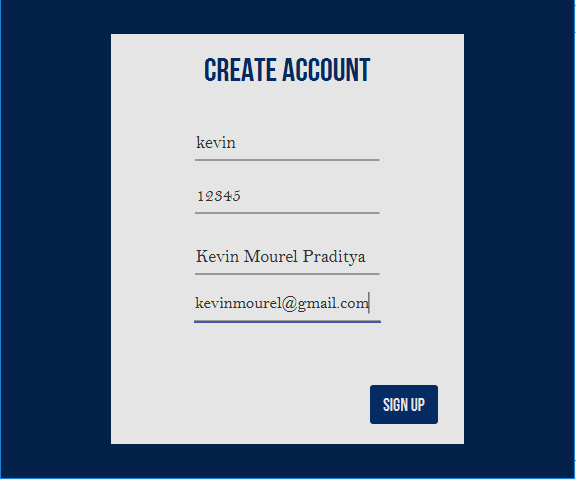 CREATE ACCOUNT
kevin
12345
Kevin Mourel Praditya
kevinmourel@gmail.com
SIGN UP